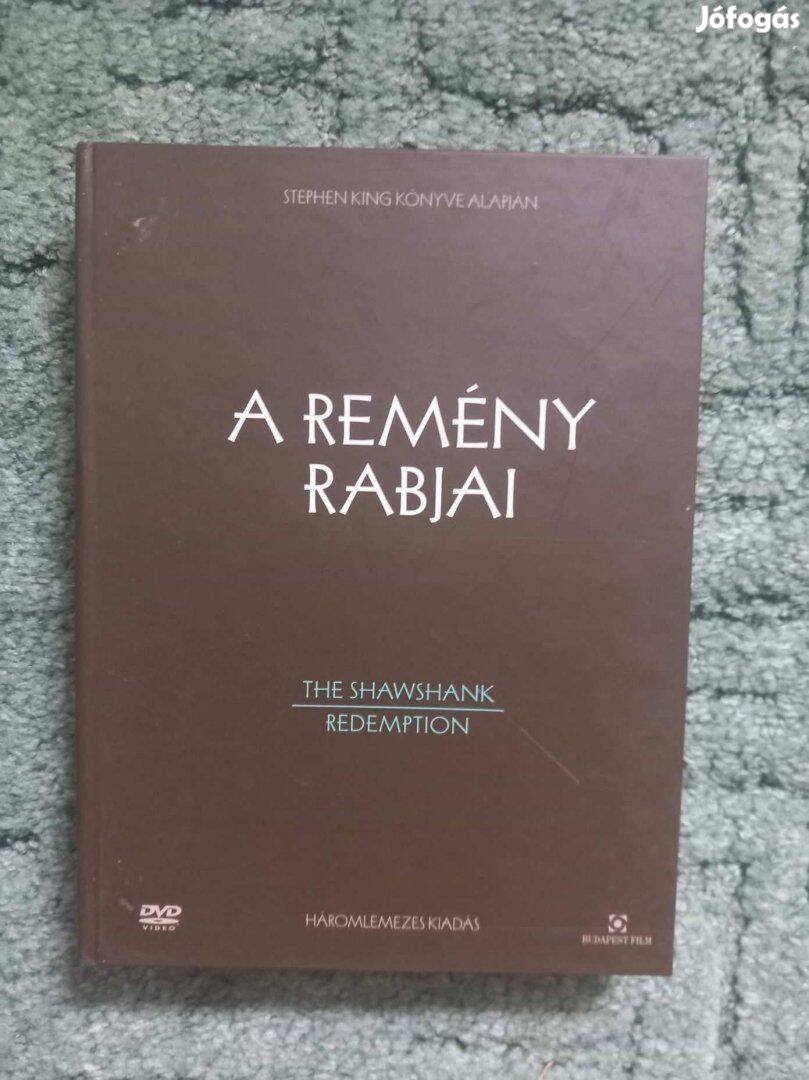 Jófogás
STEPHEN KING KÖNYVE ALAPJÁN
A REMÉNY
RABJAI
THE SHAWSHANK
REDEMPTION
DVD
VIDEO
HÁROMLEMEZES KIADÁS
BUDAPEST FILM